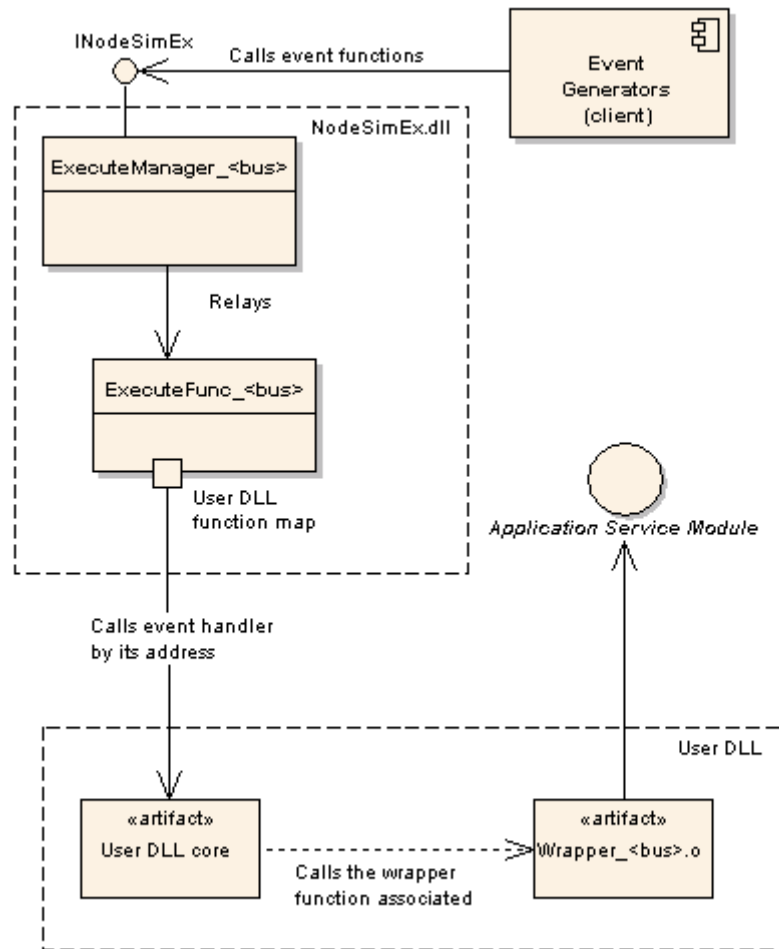 INodeSimEx
Calls event functions
Event
Generators
(client)
NodeSimEx.dll
ExecuteManager_<bus>
Relays
ExecuteFunc_<bus>
User DLL
function map
Application Service Module
Calls event handler
by its address
User DLL
«artifact»
User DLL core
«artifact»
Wrapper_<bus>.o
Calls the wrapper
function associated